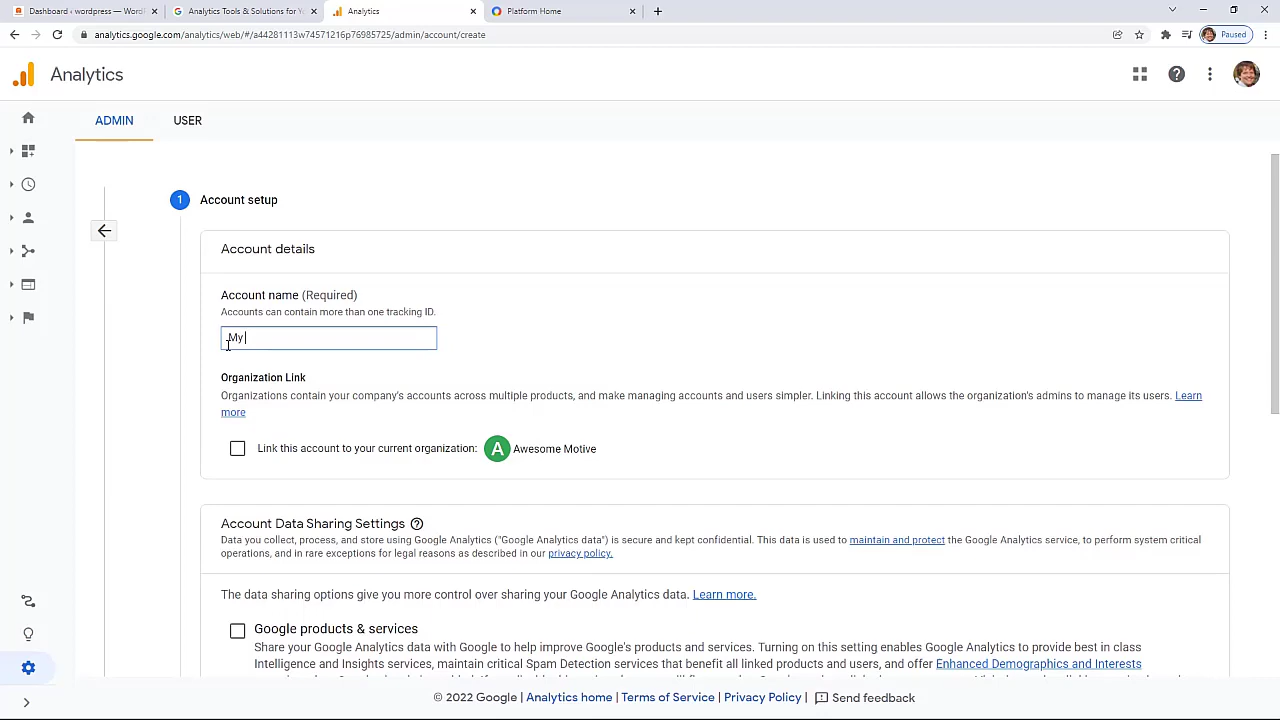 Dashboard ‹ wordpress — WordP
Analytics Tools & Solutions for Yo
Analytics
Platform Home
analytics.google.com/analytics/web/#/a44281113w74571216p76985725/admin/account/create
Paused
Analytics
ADMIN
USER
1
Account setup
Account details
Account name (Required)
Accounts can contain more than one tracking ID.
My
Organization Link
Organizations contain your company's accounts across multiple products, and make managing accounts and users simpler. Linking this account allows the organization's admins to manage its users. Learn
more
Link this account to your current organization: A Awesome Motive
Account Data Sharing Settings
Data you collect, process, and store using Google Analytics ("Google Analytics data") is secure and kept confidential. This data is used to maintain and protect the Google Analytics service, to perform system critical
operations, and in rare exceptions for legal reasons as described in our privacy policy.
The data sharing options give you more control over sharing your Google Analytics data. Learn more.
Google products & services
Share your Google Analytics data with Google to help improve Google's products and services. Turning on this setting enables Google Analytics to provide best in class
Intelligence and Insights services, maintain critical Spam Detection services that benefit all linked products and users, and offer Enhanced Demographics and Interests
© 2022 Google | Analytics home | Terms of Service | Privacy Policy | Send feedback